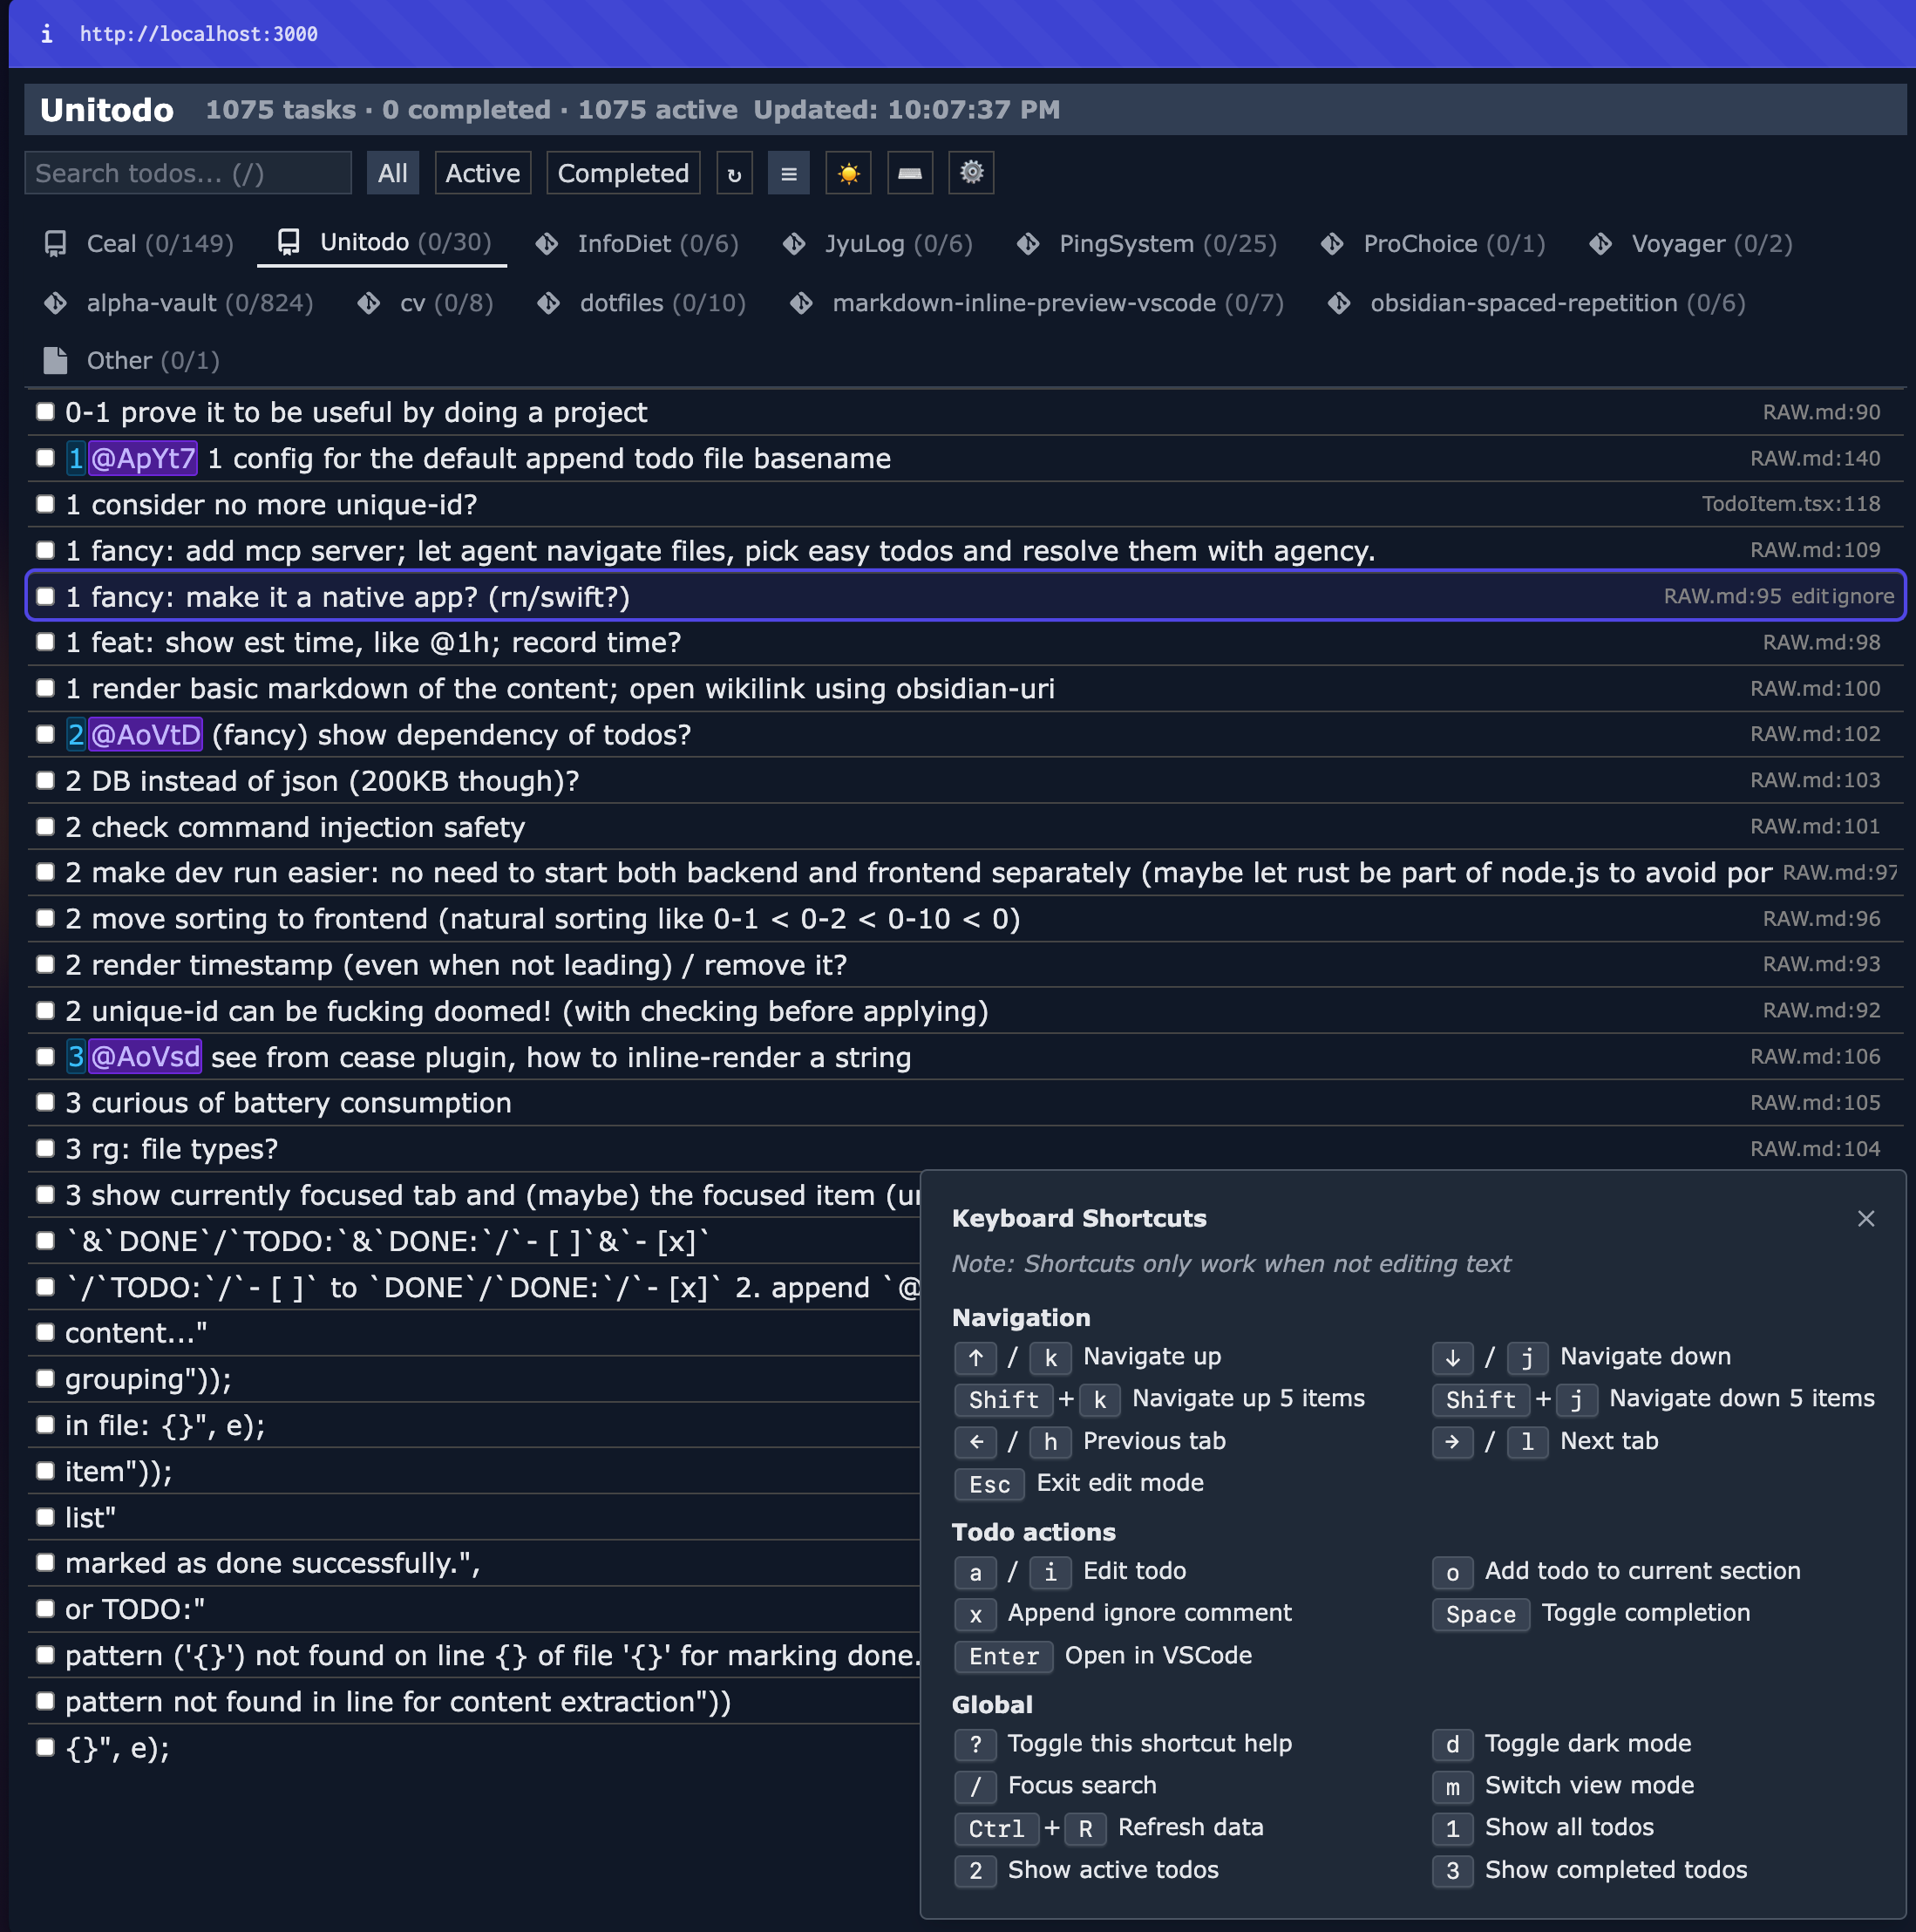 i http://localhost:3000
Unitodo 1075 tasks · 0 completed · 1075 active Updated: 10:07:37 PM
Search todos... (/) All Active Completed ↻ ≡
Ceal (0/149) Unitodo (0/30) InfoDiet (0/6) JyuLog (0/6) PingSystem (0/25) ProChoice (0/1) Voyager (0/2)
alpha-vault (0/824) cv (0/8) dotfiles (0/10) markdown-inline-preview-vscode (0/7) obsidian-spaced-repetition (0/6)
Other (0/1)
0-1 prove it to be useful by doing a project RAW.md:90
1 @ApYt7 1 config for the default append todo file basename RAW.md:140
1 consider no more unique-id? TodoItem.tsx:118
1 fancy: add mcp server; let agent navigate files, pick easy todos and resolve them with agency. RAW.md:109
1 fancy: make it a native app? (rn/swift?) RAW.md:95 edit ignore
1 feat: show est time, like @1h; record time? RAW.md:98
1 render basic markdown of the content; open wikilink using obsidian-uri RAW.md:100
2 @AoVtD (fancy) show dependency of todos? RAW.md:102
2 DB instead of json (200KB though)? RAW.md:103
2 check command injection safety RAW.md:101
2 make dev run easier: no need to start both backend and frontend separately (maybe let rust be part of node.js to avoid por RAW.md:97
2 move sorting to frontend (natural sorting like 0-1 < 0-2 < 0-10 < 0) RAW.md:96
2 render timestamp (even when not leading) / remove it? RAW.md:93
2 unique-id can be fucking doomed! (with checking before applying) RAW.md:92
3 @AoVsd see from cease plugin, how to inline-render a string RAW.md:106
3 curious of battery consumption RAW.md:105
3 rg: file types? RAW.md:104
3 show currently focused tab and (maybe) the focused item (ur
`&`DONE`/`TODO:`&`DONE:`/`- [ ]`&`- [x]`
`/`TODO:`/`- [ ]` to `DONE`/`DONE:`/`- [x]` 2. append `@
content..."
grouping"));
in file: {}", e);
item"));
list"
marked as done successfully.",
or TODO:"
pattern ('{}') not found on line {} of file '{}' for marking done.
pattern not found in line for content extraction"))
{}", e);
Keyboard Shortcuts ×
Note: Shortcuts only work when not editing text
Navigation
↑ / k Navigate up ↓ / j Navigate down
Shift + k Navigate up 5 items Shift + j Navigate down 5 items
← / h Previous tab → / l Next tab
Esc Exit edit mode
Todo actions
a / i Edit todo o Add todo to current section
x Append ignore comment Space Toggle completion
Enter Open in VSCode
Global
? Toggle this shortcut help d Toggle dark mode
/ Focus search m Switch view mode
Ctrl + R Refresh data 1 Show all todos
2 Show active todos 3 Show completed todos